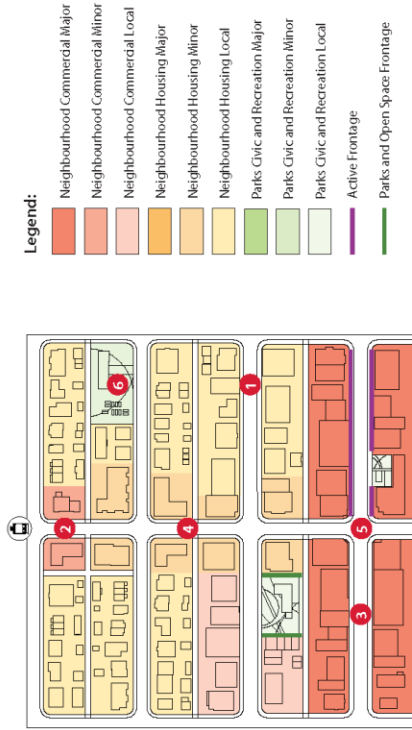 Legend:
Neighbourhood Commercial Major
Neighbourhood Commercial Minor
Neighbourhood Commercial Local
Neighbourhood Housing Major
Neighbourhood Housing Minor
Neighbourhood Housing Local
Parks Civic and Recreation Major
Parks Civic and Recreation Minor
Parks Civic and Recreation Local
Active Frontage
Parks and Open Space Frontage
2
6
4
1
5
3